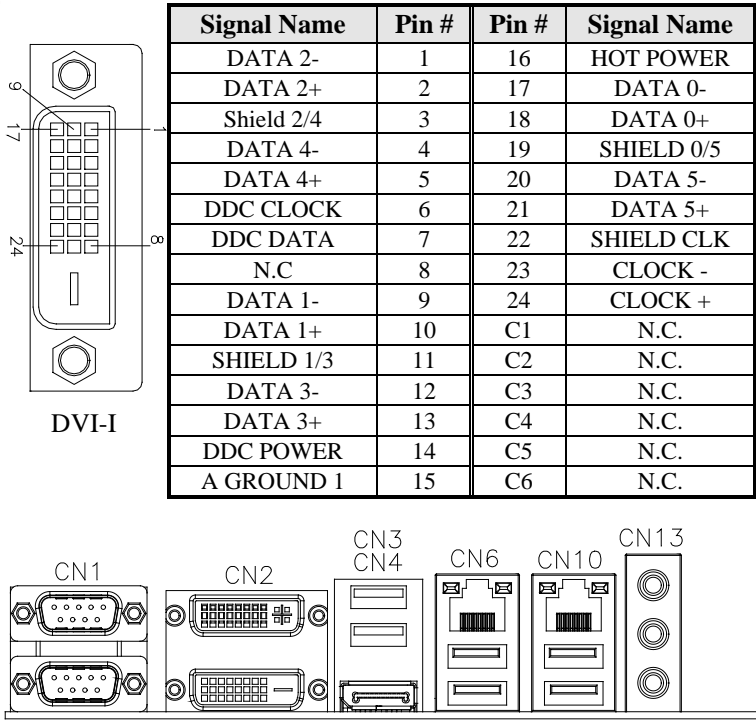 Signal Name Pin # Pin # Signal Name
DATA 2- 1 16 HOT POWER
DATA 2+ 2 17 DATA 0-
Shield 2/4 3 18 DATA 0+
DATA 4- 4 19 SHIELD 0/5
DATA 4+ 5 20 DATA 5-
DDC CLOCK 6 21 DATA 5+
DDC DATA 7 22 SHIELD CLK
N.C 8 23 CLOCK -
DATA 1- 9 24 CLOCK +
DATA 1+ 10 C1 N.C.
SHIELD 1/3 11 C2 N.C.
DATA 3- 12 C3 N.C.
DATA 3+ 13 C4 N.C.
DDC POWER 14 C5 N.C.
A GROUND 1 15 C6 N.C.
9
17
1
24
8
DVI-I
CN1
CN2
CN3
CN4
CN6
CN10
CN13